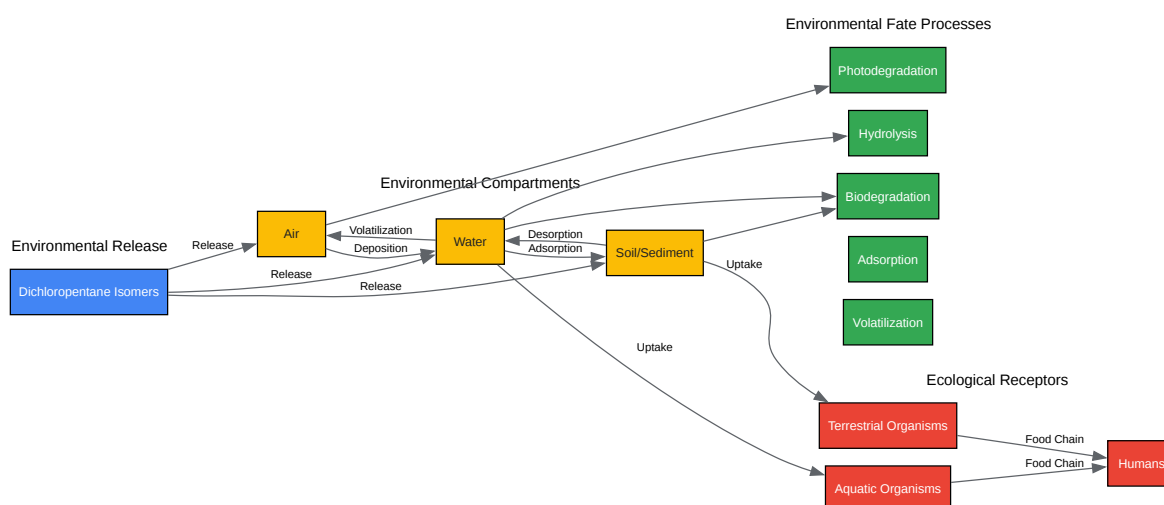 Environmental Fate Processes
Photodegradation
Hydrolysis
Environmental Compartments
Biodegradation
Air
Volatilization
Water
Desorption
Environmental Release
Release
Deposition
Adsorption
Soil/Sediment
Adsorption
Uptake
Dichloropentane Isomers
Release
Release
Volatilization
Uptake
Ecological Receptors
Terrestrial Organisms
Food Chain
Food Chain
Humans
Aquatic Organisms